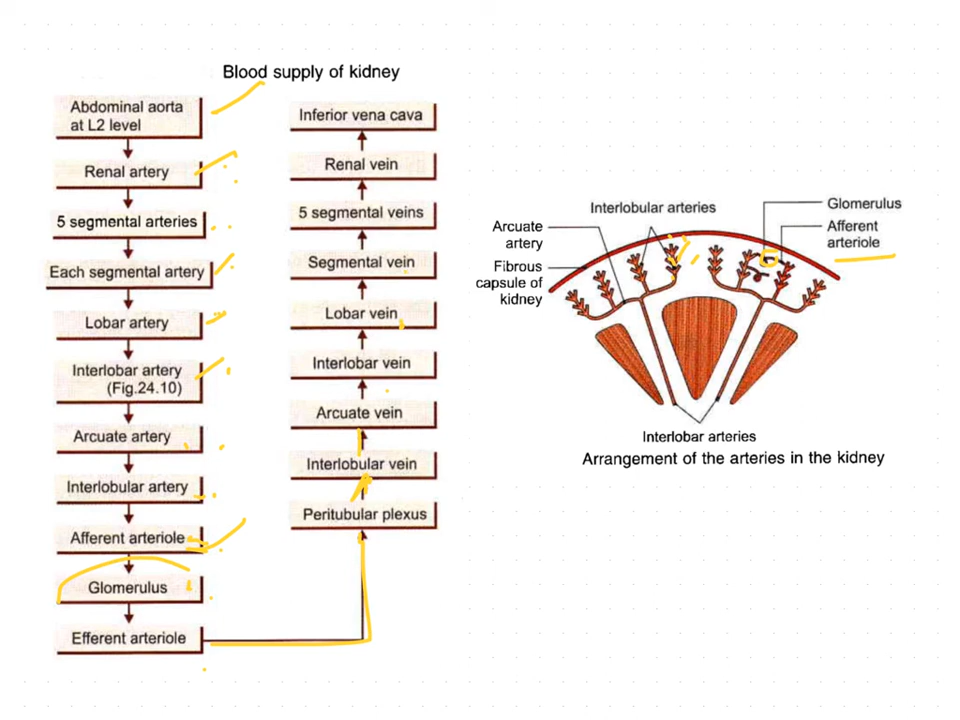 Blood supply of kidney
Abdominal aorta
at L2 level
Renal artery
5 segmental arteries
Each segmental artery
Lobar artery
Interlobar artery
(Fig.24.10)
Arcuate artery
Interlobular artery
Afferent arteriole
Glomerulus
Efferent arteriole
Inferior vena cava
Renal vein
5 segmental veins
Segmental vein
Lobar vein
Interlobar vein
Arcuate vein
Interlobular vein
Peritubular plexus
Interlobular arteries
Glomerulus
Arcuate
artery
Afferent
arteriole
Fibrous
capsule of
kidney
Interlobar arteries
Arrangement of the arteries in the kidney